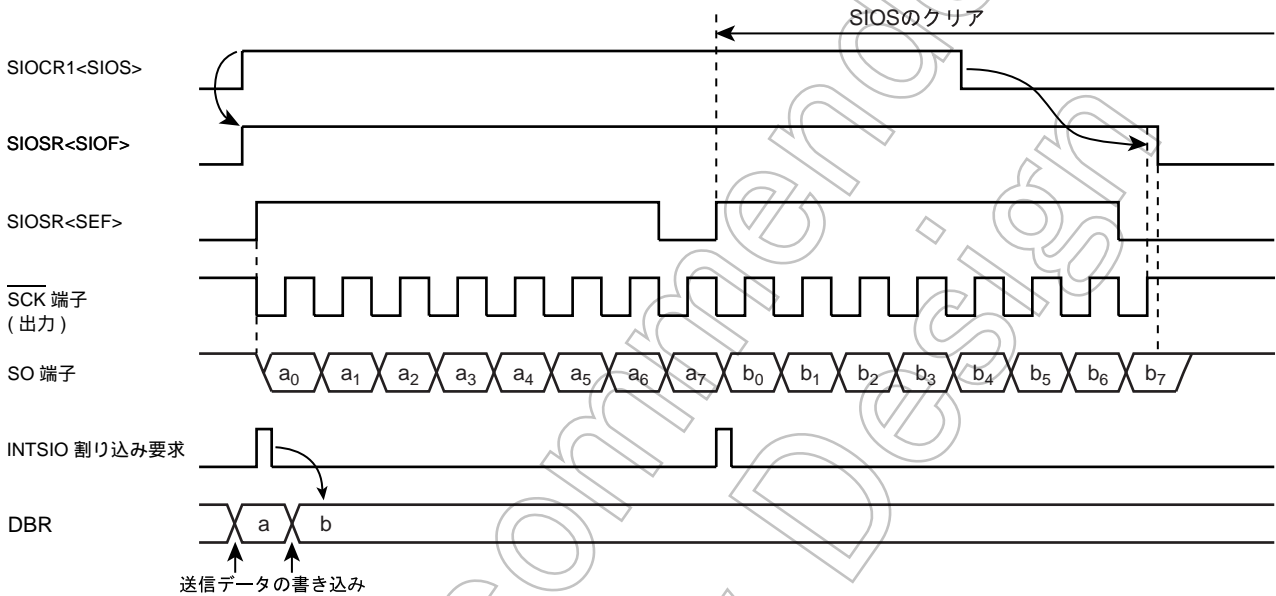 SIOSのクリア
SIOCR1<SIOS>
SIOSR<SIOF>
SIOSR<SEF>
SCK 端子
( 出力 )
SO 端子
a0 a1 a2 a3 a4 a5 a6 a7 b0 b1 b2 b3 b4 b5 b6 b7
INTSIO 割り込み要求
DBR
a b
送信データの書き込み
commend
Design